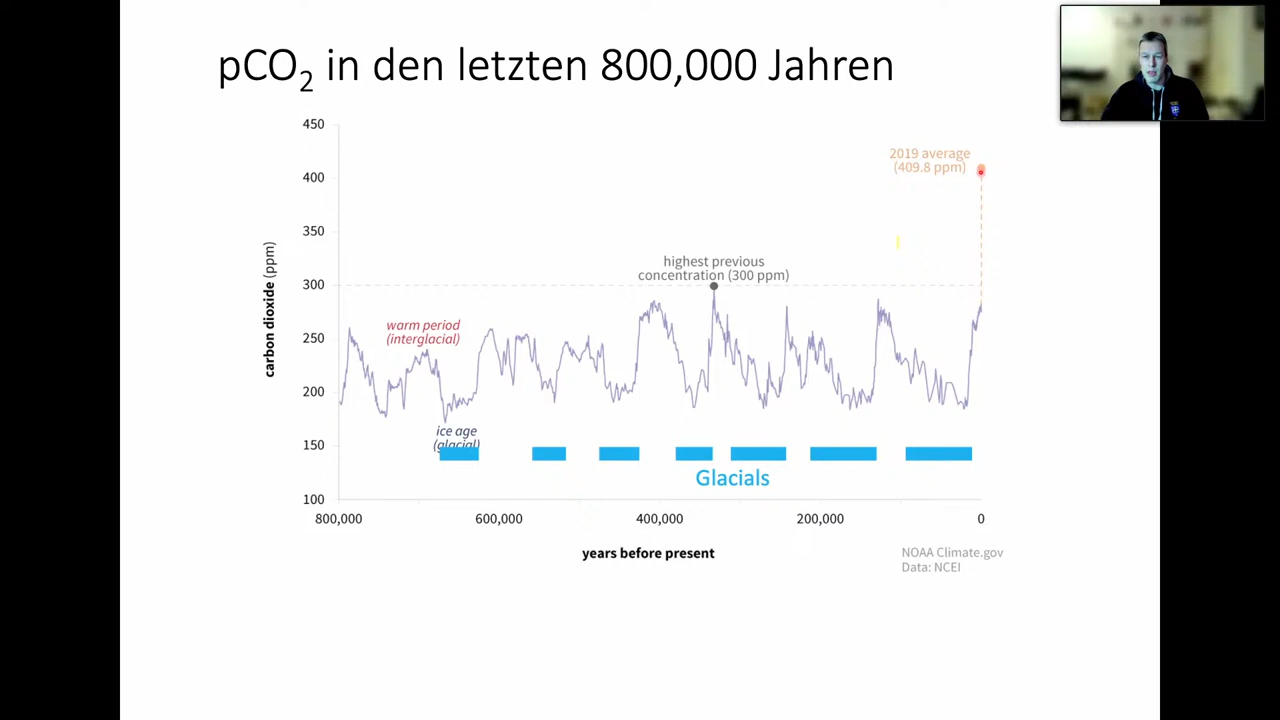 pCO2 in den letzten 800,000 Jahren
450
400
350
300
250
200
150
100
carbon dioxide (ppm)
2019 average
(409.8 ppm)
highest previous
concentration (300 ppm)
warm period
(interglacial)
ice age
(glacial)
Glacials
800,000
600,000
400,000
200,000
0
years before present
NOAA Climate.gov
Data: NCEI